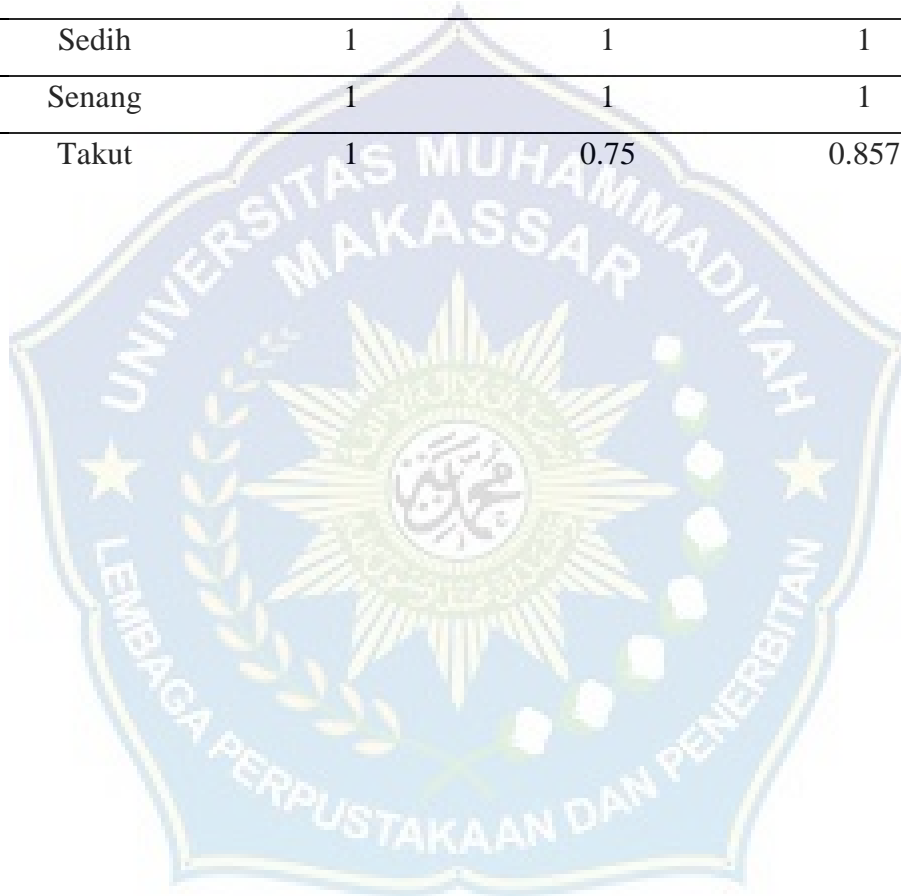 Sedih 1 1 1
Senang 1 1 1
Takut 1 0.75 0.857
UNIVERSITAS MUHAMMADIYAH
MAKASSAR
LEMBAGA PERPUSTAKAAN DAN PENERBITAN